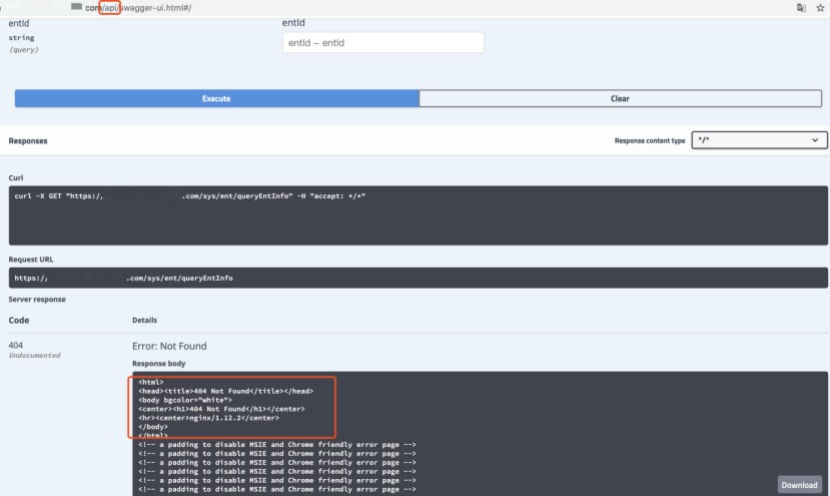 com/api/swagger-ui.html#/
entId
entId
string
(query)
entId – entId
Execute
Clear
Responses
Response content type
*/*
Curl
curl -X GET "https:/, .com/sys/ent/queryEntInfo" -H "accept: */*"
Request URL
https:/, .com/sys/ent/queryEntInfo
Server response
Code
Details
404
Undocumented
Error: Not Found
Response body
<html>
<head><title>404 Not Found</title></head>
<body bgcolor="white">
<center><h1>404 Not Found</h1></center>
<hr><center>nginx/1.12.2</center>
</body>
</html>
<!-- a padding to disable MSIE and Chrome friendly error page -->
<!-- a padding to disable MSIE and Chrome friendly error page -->
<!-- a padding to disable MSIE and Chrome friendly error page -->
<!-- a padding to disable MSIE and Chrome friendly error page -->
<!-- a padding to disable MSIE and Chrome friendly error page -->
<!-- a padding to disable MSIE and Chrome friendly error page -->
Download